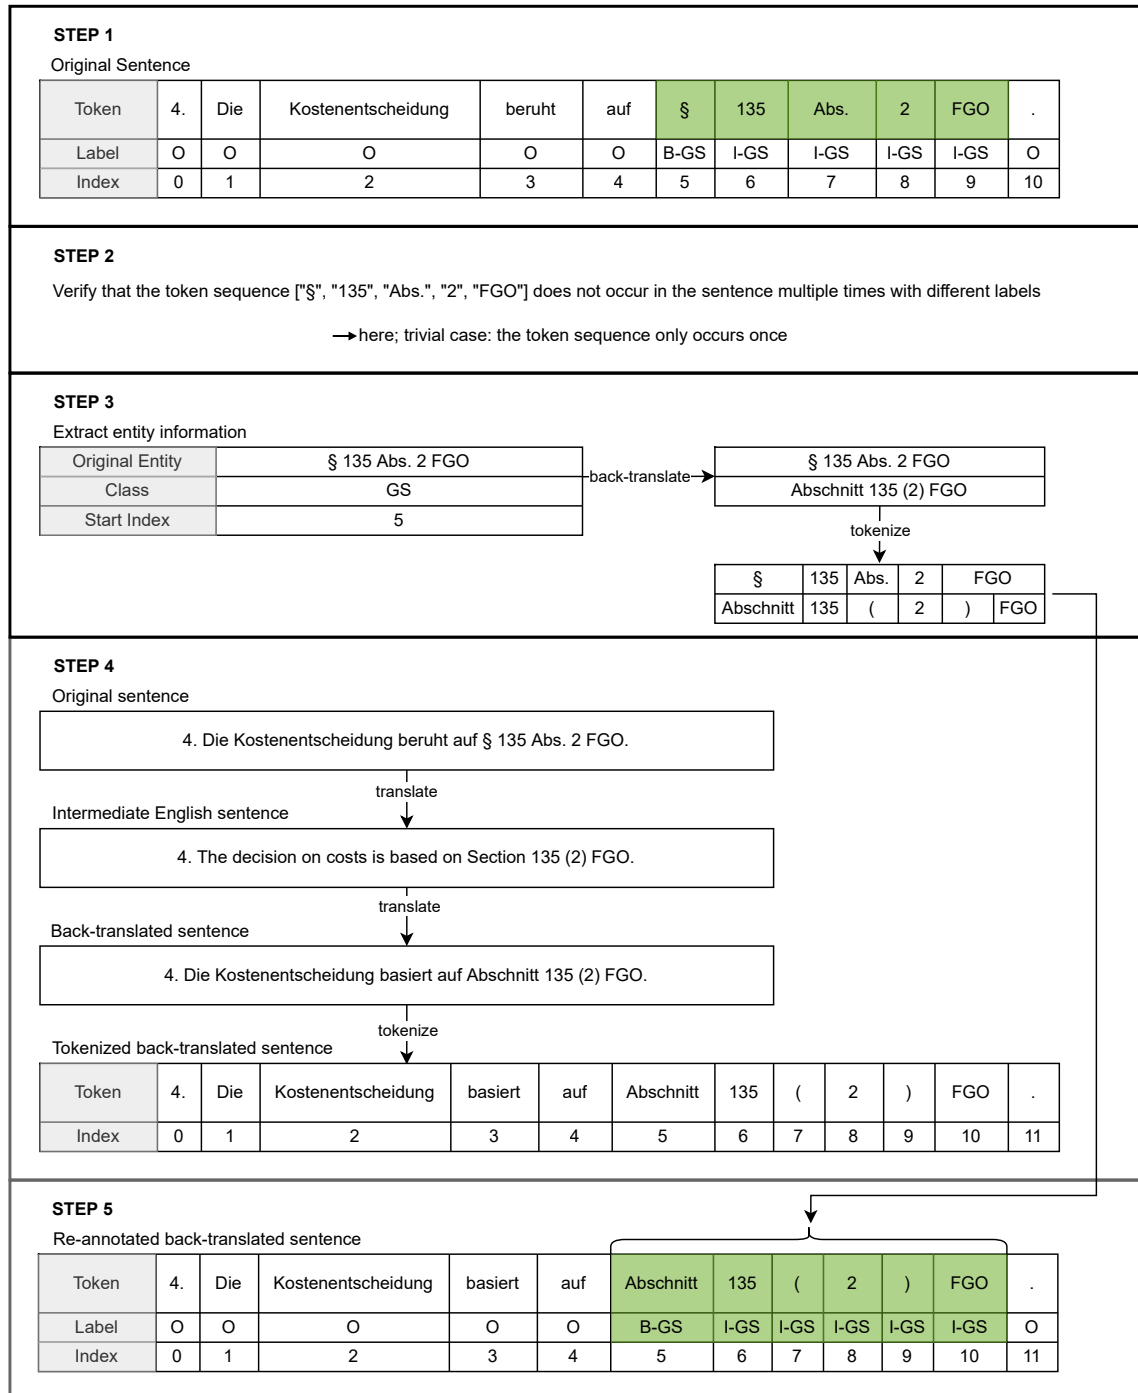 STEP 1
Original Sentence
Token 4. Die Kostenentscheidung beruht auf § 135 Abs. 2 FGO .
Label O O O O O B-GS I-GS I-GS I-GS I-GS O
Index 0 1 2 3 4 5 6 7 8 9 10
STEP 2
Verify that the token sequence ["§", "135", "Abs.", "2", "FGO"] does not occur in the sentence multiple times with different labels
here; trivial case: the token sequence only occurs once
STEP 3
Extract entity information
Original Entity § 135 Abs. 2 FGO
Class GS
Start Index 5
back-translate
§ 135 Abs. 2 FGO
Abschnitt 135 (2) FGO
tokenize
§ 135 Abs. 2 FGO
Abschnitt 135 ( 2 ) FGO
STEP 4
Original sentence
4. Die Kostenentscheidung beruht auf § 135 Abs. 2 FGO.
translate
Intermediate English sentence
4. The decision on costs is based on Section 135 (2) FGO.
translate
Back-translated sentence
4. Die Kostenentscheidung basiert auf Abschnitt 135 (2) FGO.
tokenize
Tokenized back-translated sentence
Token 4. Die Kostenentscheidung basiert auf Abschnitt 135 ( 2 ) FGO .
Index 0 1 2 3 4 5 6 7 8 9 10 11
STEP 5
Re-annotated back-translated sentence
Token 4. Die Kostenentscheidung basiert auf Abschnitt 135 ( 2 ) FGO .
Label O O O O O B-GS I-GS I-GS I-GS I-GS I-GS O
Index 0 1 2 3 4 5 6 7 8 9 10 11